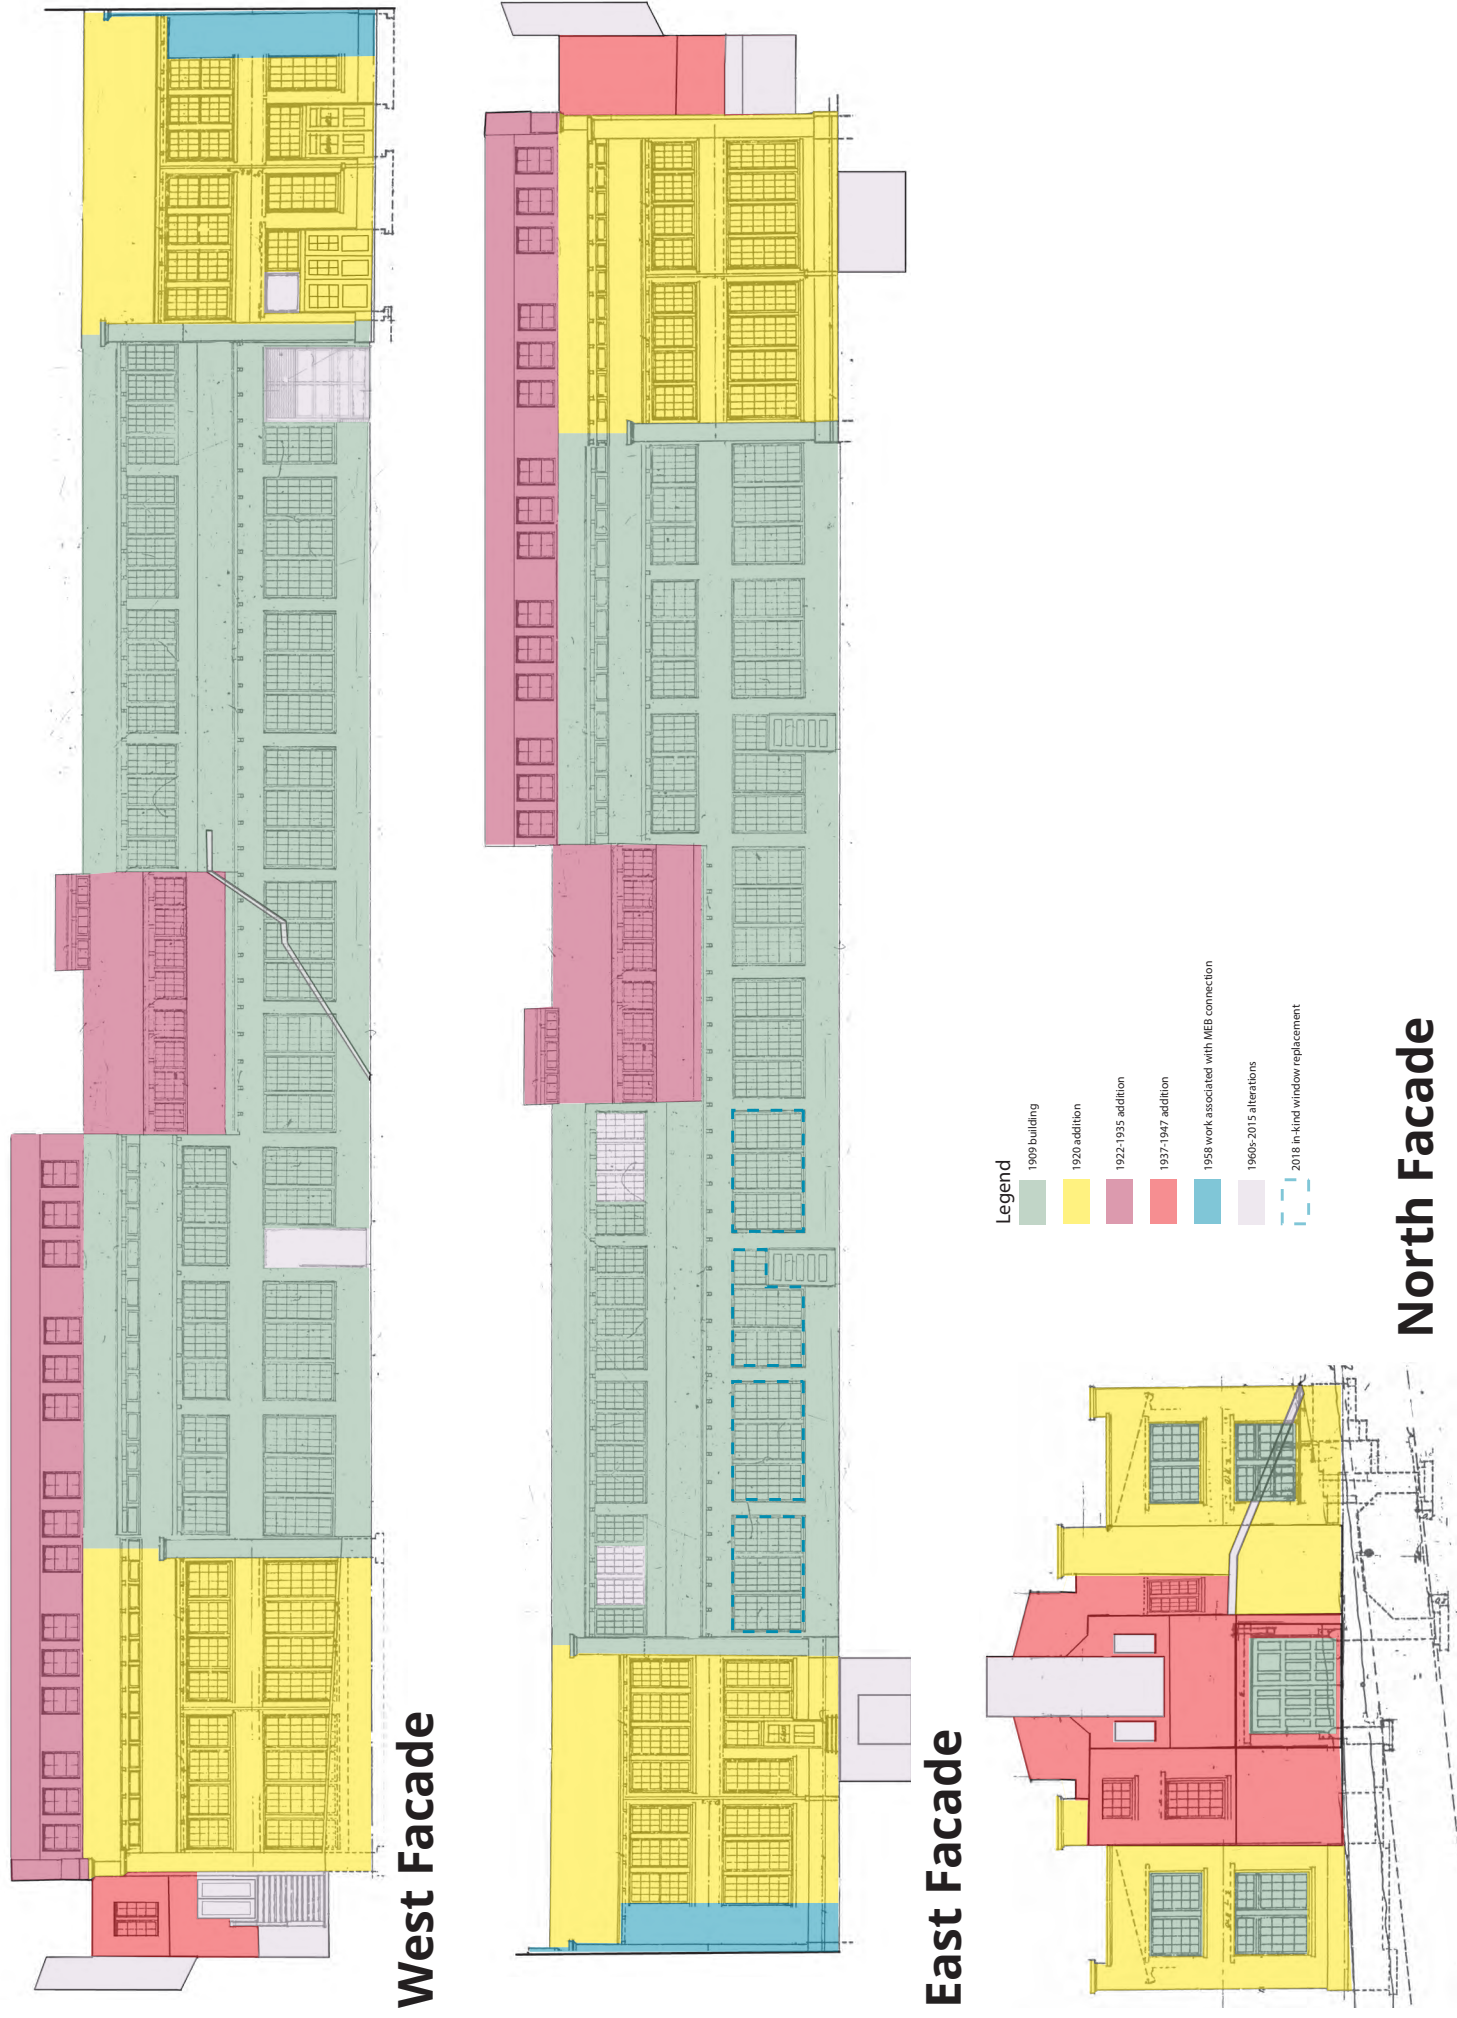 West Facade
East Facade
Legend
1909 building
1920 addition
1922-1935 addition
1937-1947 addition
1958 work associated with MEB connection
1960s-2015 alterations
2018 in-kind window replacement
North Facade